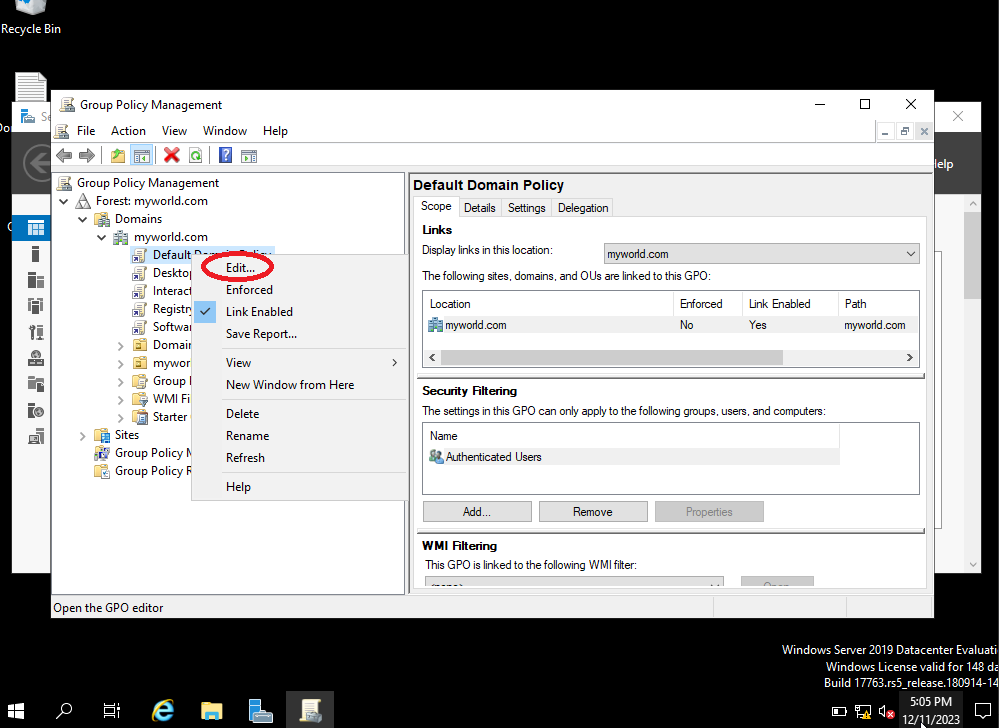 Recycle Bin
Group Policy Management
File Action View Window Help
Group Policy Management
Forest: myworld.com
Domains
myworld.com
Default Domain Policy
Deskto
Interact
Registry
Softwar
Domai
mywor
Group
WMI Fi
Starter
Sites
Group Policy M
Group Policy R
Edit...
Enforced
Link Enabled
Save Report...
View
New Window from Here
Delete
Rename
Refresh
Help
Default Domain Policy
Scope Details Settings Delegation
Links
Display links in this location: myworld.com
The following sites, domains, and OUs are linked to this GPO:
Location Enforced Link Enabled Path
myworld.com No Yes myworld.com
Security Filtering
The settings in this GPO can only apply to the following groups, users, and computers:
Name
Authenticated Users
Add... Remove Properties
WMI Filtering
This GPO is linked to the following WMI filter:
<none>
Open
Open the GPO editor
Windows Server 2019 Datacenter Evaluati
Windows License valid for 148 da
Build 17763.rs5_release.180914-14
5:05 PM
12/11/2023